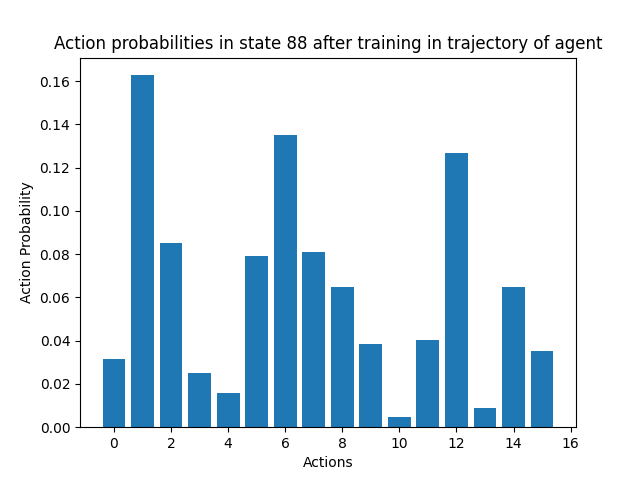 Action probabilities in state 88 after training in trajectory of agent
0.16
0.14
0.12
0.10
0.08
0.06
0.04
0.02
0.00
Action Probability
0 2 4 6 8 10 12 14 16
Actions